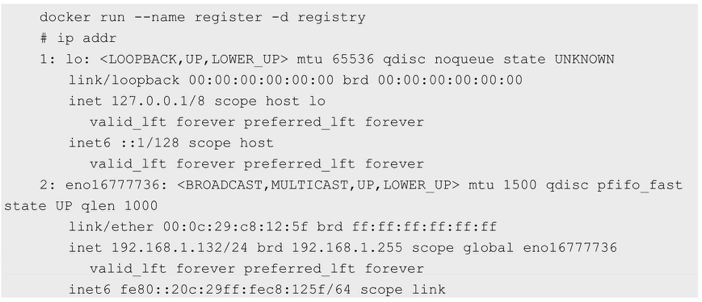 docker run --name register -d registry
# ip addr
1: lo: <LOOPBACK,UP,LOWER_UP> mtu 65536 qdisc noqueue state UNKNOWN
link/loopback 00:00:00:00:00:00 brd 00:00:00:00:00:00
inet 127.0.0.1/8 scope host lo
valid_lft forever preferred_lft forever
inet6 ::1/128 scope host
valid_lft forever preferred_lft forever
2: eno16777736: <BROADCAST,MULTICAST,UP,LOWER_UP> mtu 1500 qdisc pfifo_fast
state UP qlen 1000
link/ether 00:0c:29:c8:12:5f brd ff:ff:ff:ff:ff:ff
inet 192.168.1.132/24 brd 192.168.1.255 scope global eno16777736
valid_lft forever preferred_lft forever
inet6 fe80::20c:29ff:fec8:125f/64 scope link